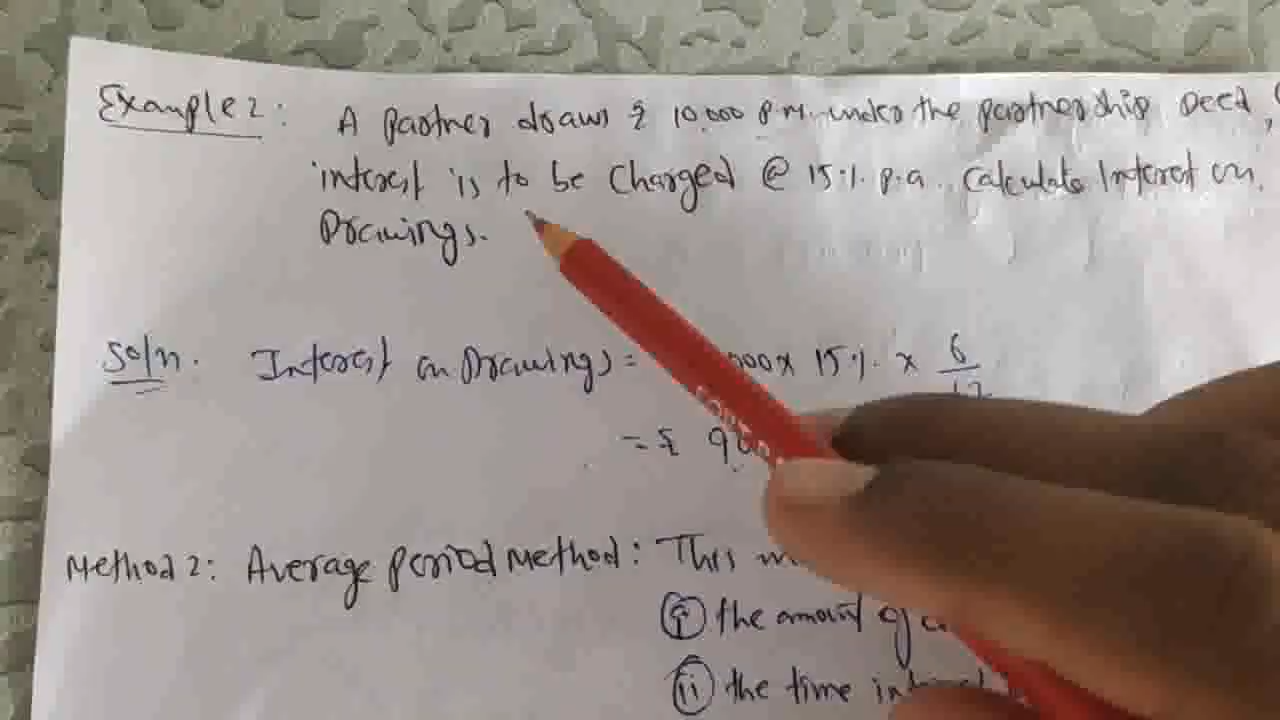 Example 2: A partner draws ₹ 10,000 P.M. under the partnership Deed,
interest is to be Charged @ 15%. p.a. Calculate Interest on
Drawings.
Soln. Interest on Drawings = 000 x 15%. x 6/12
= ₹ 90
Method 2: Average period Method: This
(i) the amount of
(ii) the time